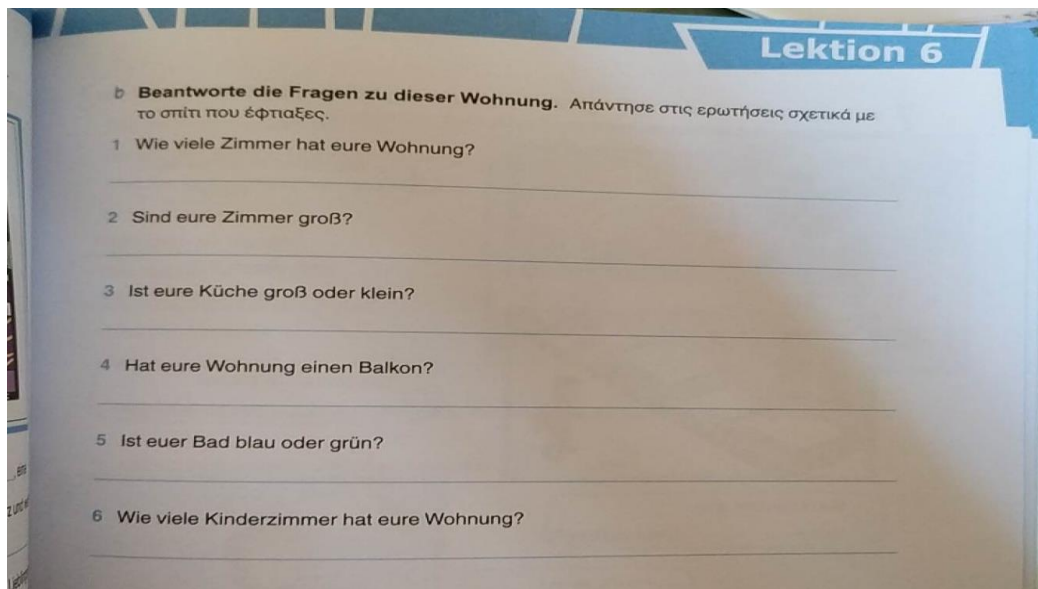 Lektion 6
b Beantworte die Fragen zu dieser Wohnung. Απάντησε στις ερωτήσεις σχετικά με
το σπίτι που έφτιαξες.
1 Wie viele Zimmer hat eure Wohnung?
2 Sind eure Zimmer groß?
3 Ist eure Küche groß oder klein?
4 Hat eure Wohnung einen Balkon?
5 Ist euer Bad blau oder grün?
6 Wie viele Kinderzimmer hat eure Wohnung?